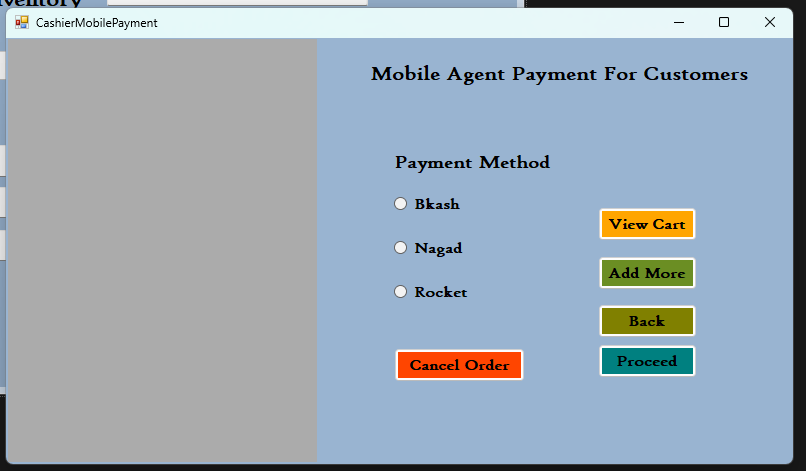 CashierMobilePayment
Mobile Agent Payment For Customers
Payment Method
Bkash
View Cart
Nagad
Add More
Rocket
Back
Cancel Order
Proceed